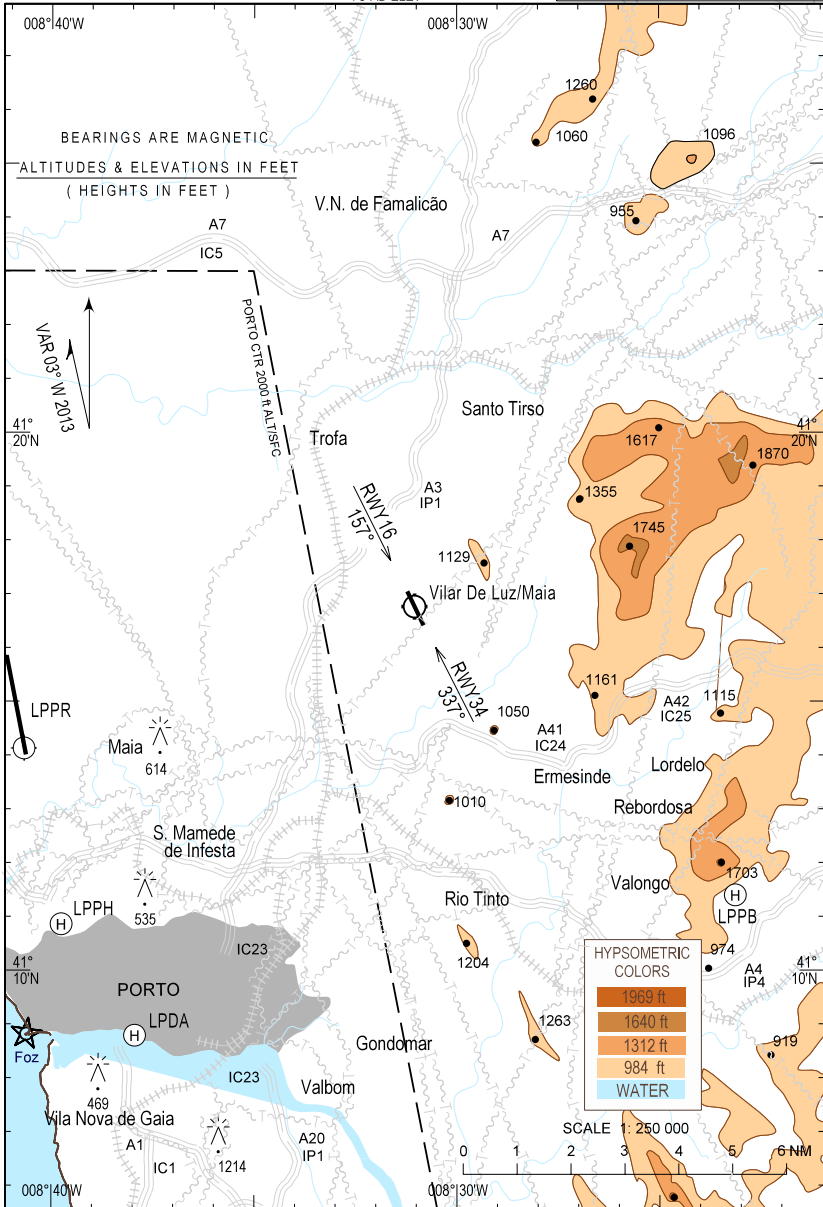 008°40'W
008°30'W
1260
1060
1096
BEARINGS ARE MAGNETIC
ALTITUDES & ELEVATIONS IN FEET
( HEIGHTS IN FEET )
V.N. de Famalicão
955
A7
IC5
A7
PORTO CTR 2000 ft ALT/SFC
VAR 03° W 2013
Santo Tirso
41°
20'N
Trofa
1617
41°
20'N
1870
A3
IP1
1355
RWY16
157°
1745
1129
Vilar De Luz/Maia
RWY34
337°
1161
A42
IC25
1115
LPPR
1050
A41
IC24
Maia
614
Ermesinde
Lordelo
1010
Rebordosa
S. Mamede
de Infesta
1703
Valongo
H
LPPB
Rio Tinto
LPPH
H
535
IC23
1204
974
41°
10'N
A4
IP4
41°
10'N
HYPSOMETRIC
COLORS
1969 ft
1640 ft
1312 ft
984 ft
WATER
PORTO
LPDA
H
1263
919
Foz
Gondomar
IC23
Valbom
469
Vila Nova de Gaia
A1
IC1
1214
A20
IP1
SCALE 1: 250 000
0 1 2 3 4 5 6 NM
008°40'W
008°30'W